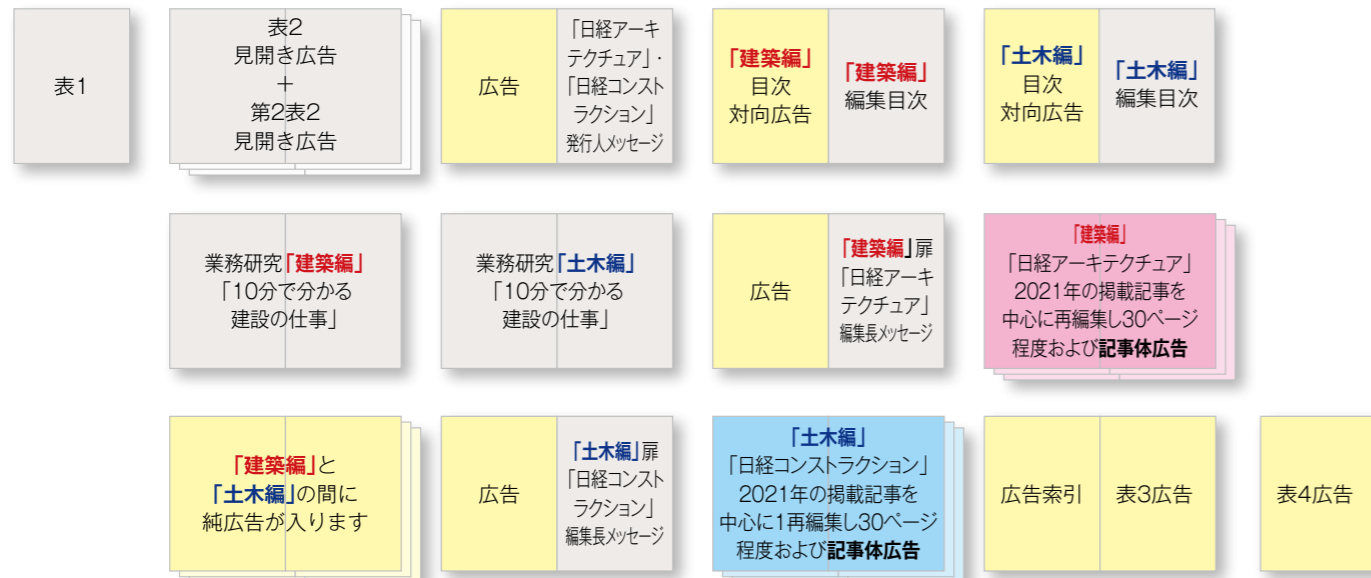 表1
表2
見開き広告
＋
第2表2
見開き広告
広告
「日経アーキ
テクチュア」・
「日経コンスト
ラクション」
発行人メッセージ
「建築編」
目次
対向広告
「建築編」
編集目次
「土木編」
目次
対向広告
「土木編」
編集目次
業務研究「建築編」
「10分で分かる
建設の仕事」
業務研究「土木編」
「10分で分かる
建設の仕事」
広告
「建築編」扉
「日経アーキ
テクチュア」
編集長メッセージ
「建築編」
「日経アーキテクチュア」
2021年の掲載記事を
中心に再編集し30ページ
程度および記事体広告
「建築編」と
「土木編」の間に
純広告が入ります
広告
「土木編」扉
「日経コンスト
ラクション」
編集長メッセージ
「土木編」
「日経コンストラクション」
2021年の掲載記事を
中心に1再編集し30ページ
程度および記事体広告
広告索引
表3広告
表4広告